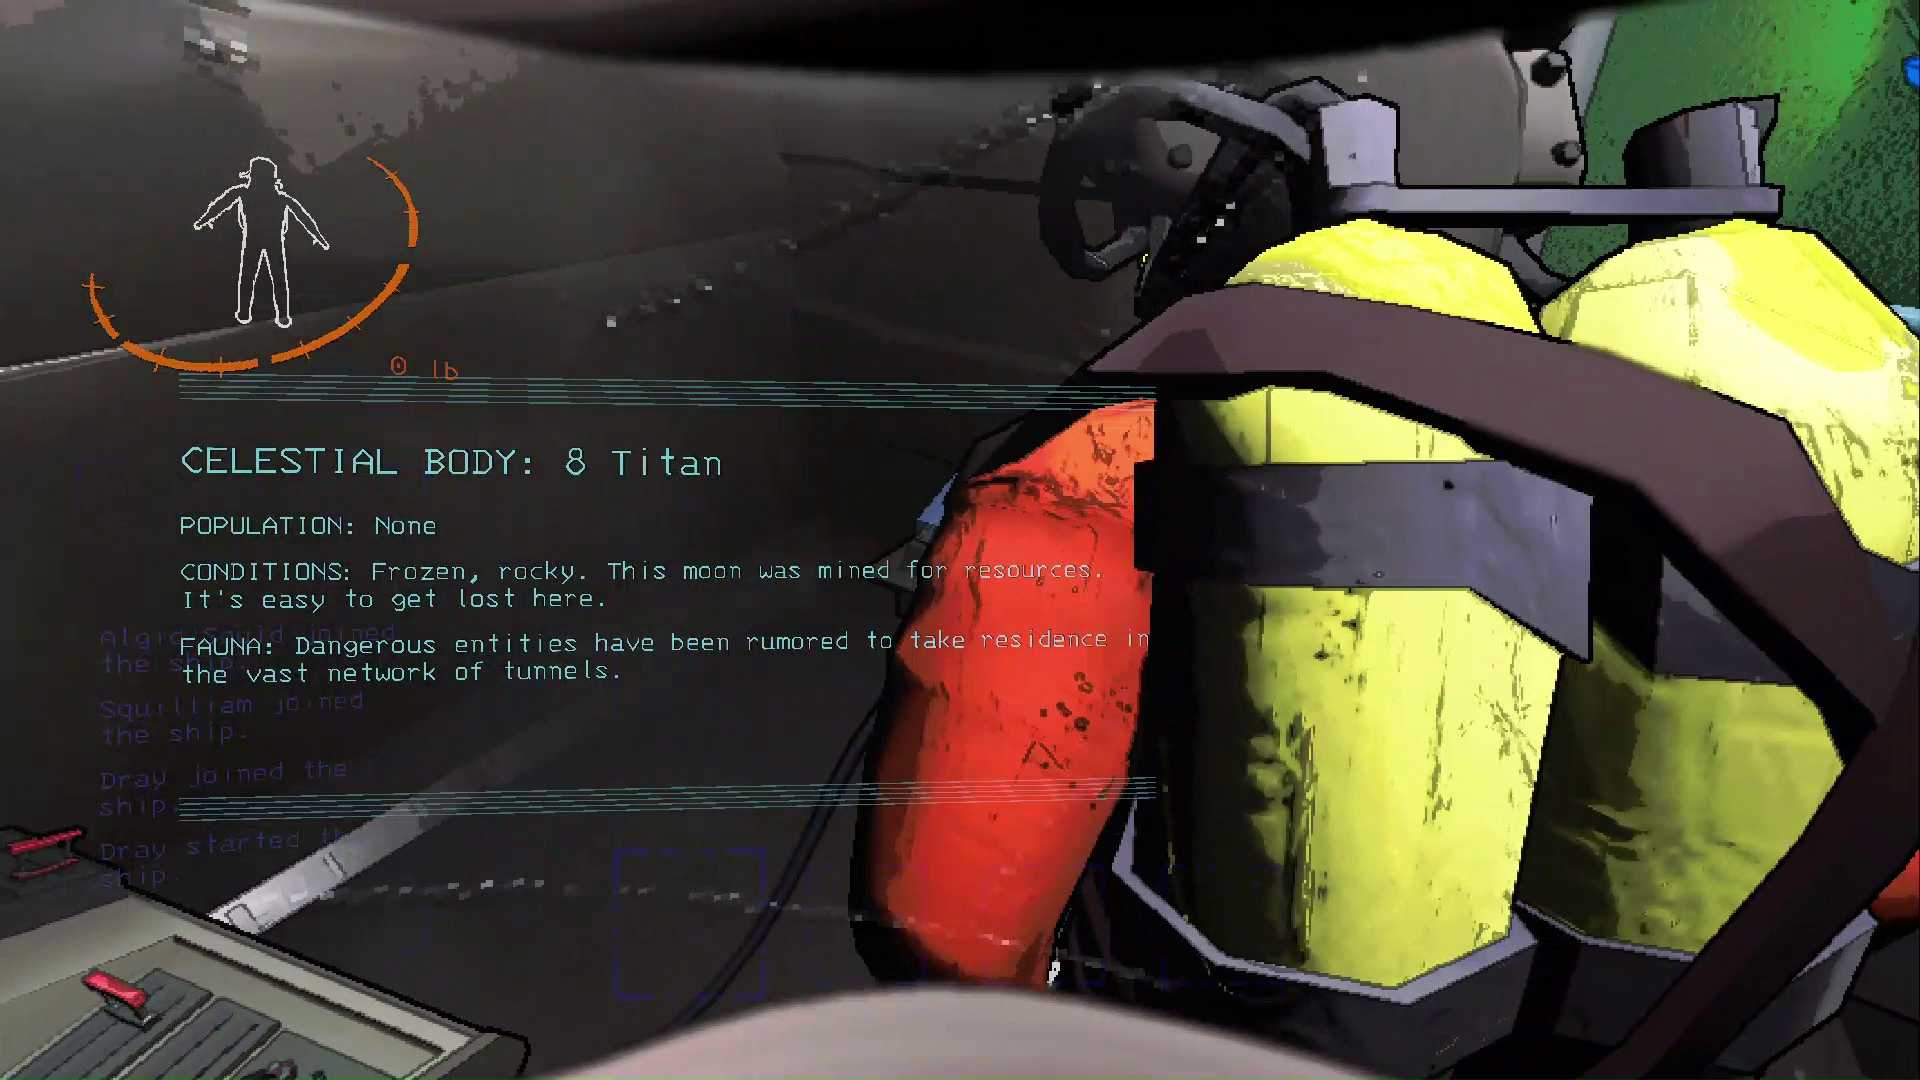 0 lb
CELESTIAL BODY: 8 Titan
POPULATION: None
CONDITIONS: Frozen, rocky. This moon was mined for resources.
It's easy to get lost here.
FAUNA: Dangerous entities have been rumored to take residence in
the vast network of tunnels.
joined
the ship.
Squilliam joined
the ship.
Dray joined the
ship.
Dray started the
ship.